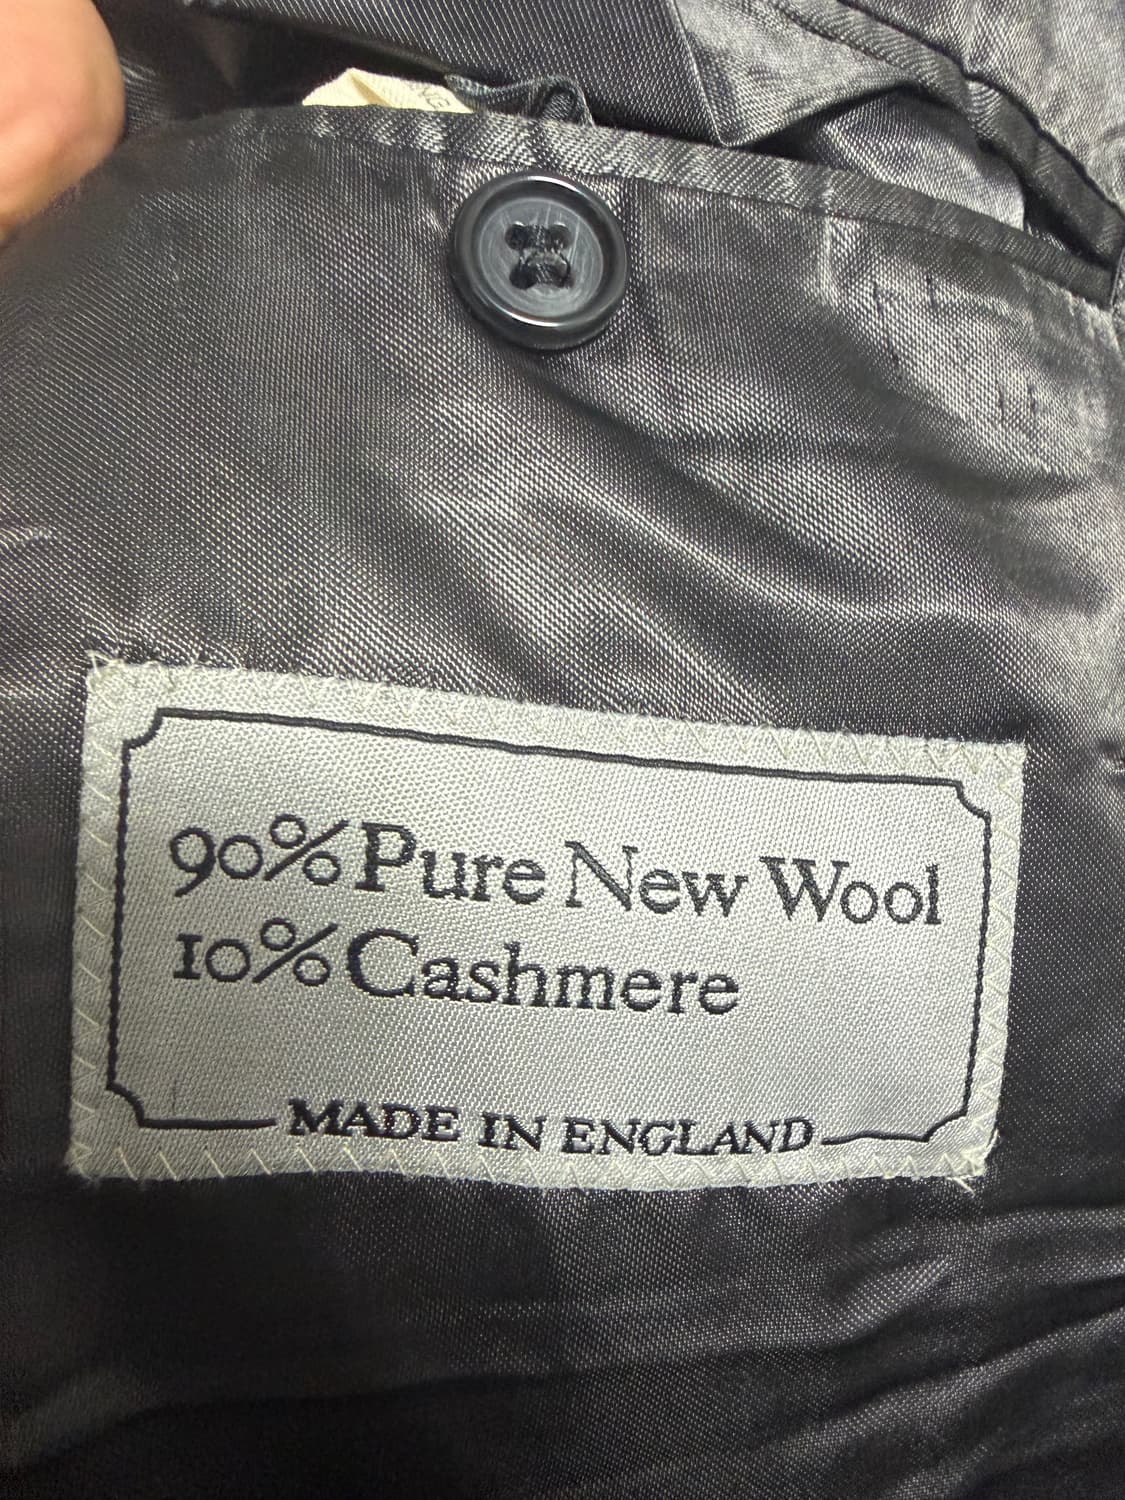 90% Pure New Wool
10% Cashmere
MADE IN ENGLAND